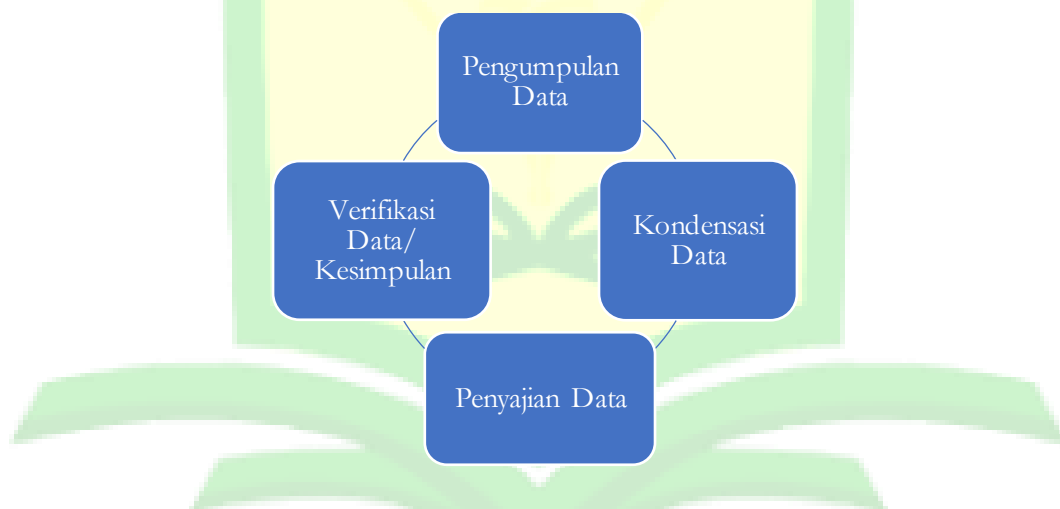 Pengumpulan
Data
Verifikasi
Data/
Kesimpulan
Kondensasi
Data
Penyajian Data